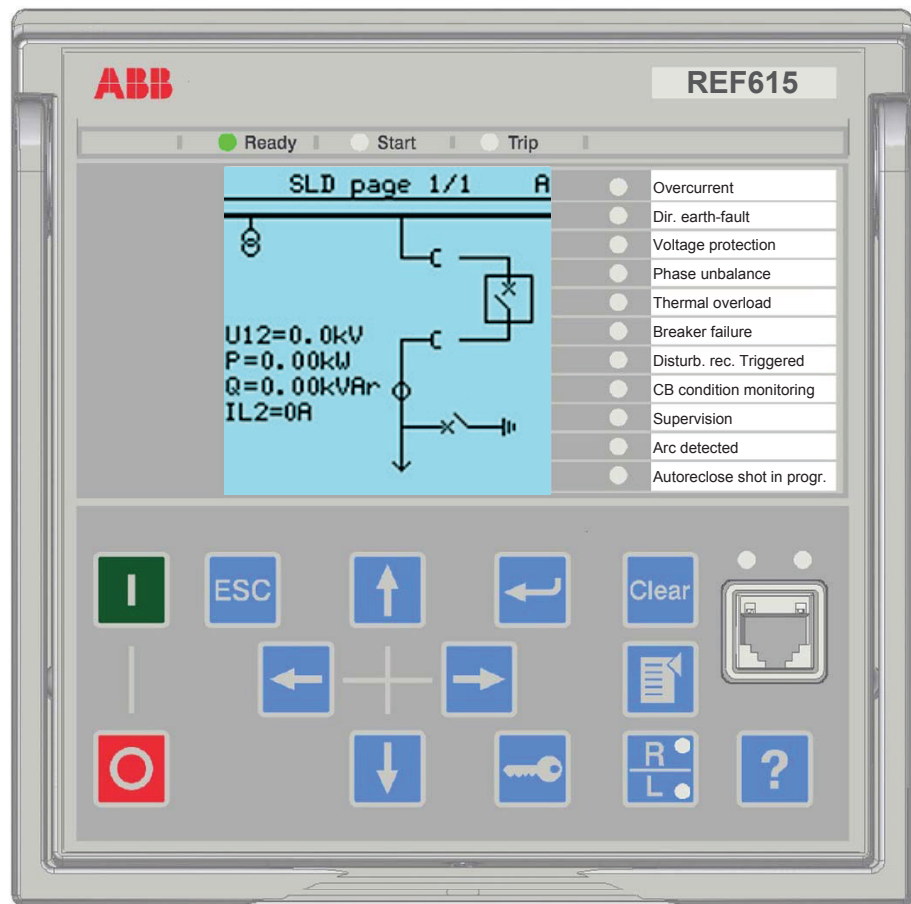 ABB
REF615
Ready Start Trip
SLD page 1/1 A
U12=0.0kV
P=0.00kW
Q=0.00kVAr
IL2=0A
Overcurrent
Dir. earth-fault
Voltage protection
Phase unbalance
Thermal overload
Breaker failure
Disturb. rec. Triggered
CB condition monitoring
Supervision
Arc detected
Autoreclose shot in progr.
I
ESC
Clear
O
R
L
?